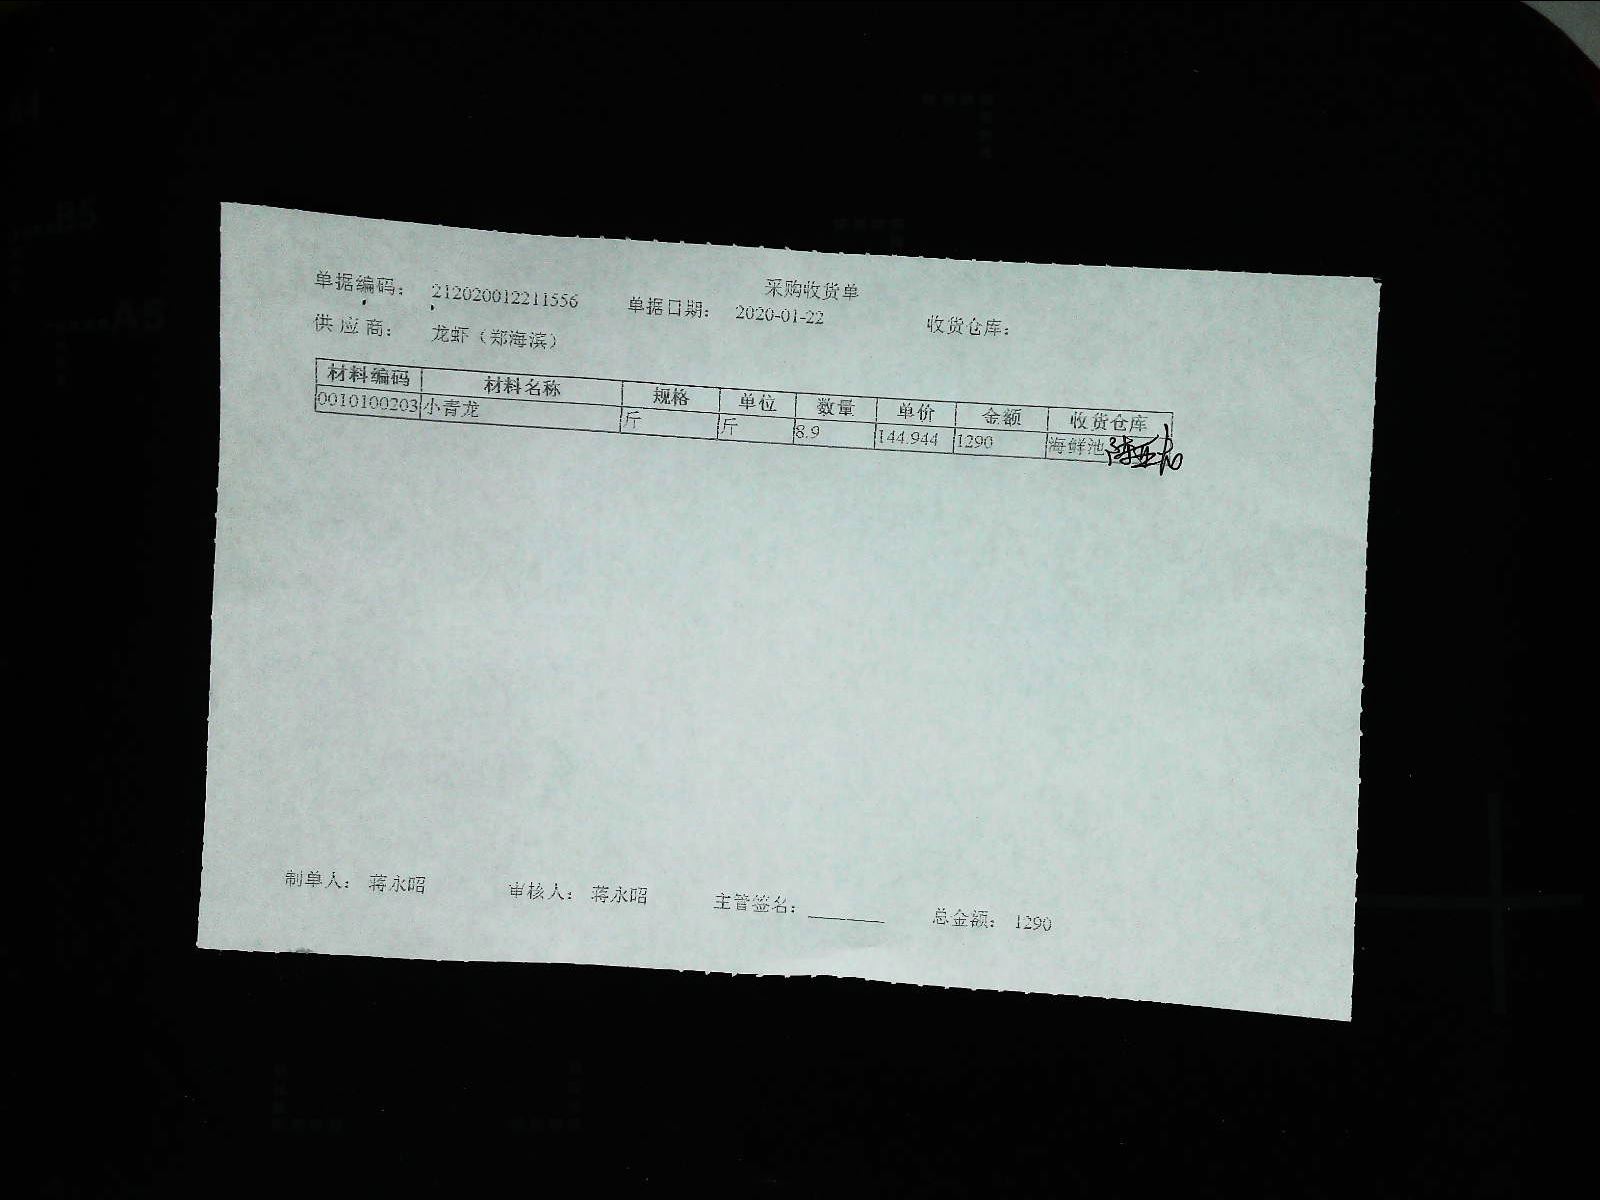 采购收货单
单据编码： 212020012211556 单据日期： 2020-01-22 收货仓库：
供 应 商： 龙虾（郑海滨）
材料编码 材料名称 规格 单位 数量 单价 金额 收货仓库
0010100203 小青龙 斤 斤 8.9 144.944 1290 海鲜池
制单人： 蒋永昭 审核人： 蒋永昭 主管签名： 总金额： 1290